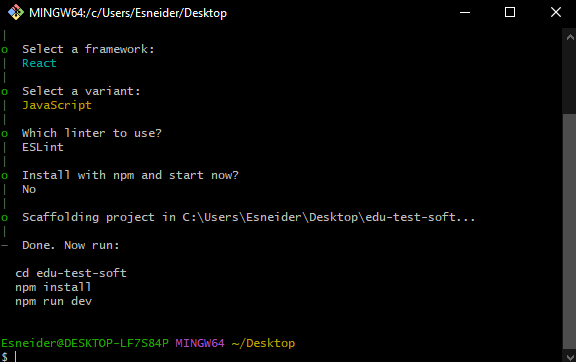 MINGW64:/c/Users/Esneider/Desktop
|
o  Select a framework:
|  React
|
o  Select a variant:
|  JavaScript
|
o  Which linter to use?
|  ESLint
|
o  Install with npm and start now?
|  No
|
o  Scaffolding project in C:\Users\Esneider\Desktop\edu-test-soft...
|
—  Done. Now run:
cd edu-test-soft
npm install
npm run dev
Esneider@DESKTOP-LF7S84P MINGW64 ~/Desktop
$